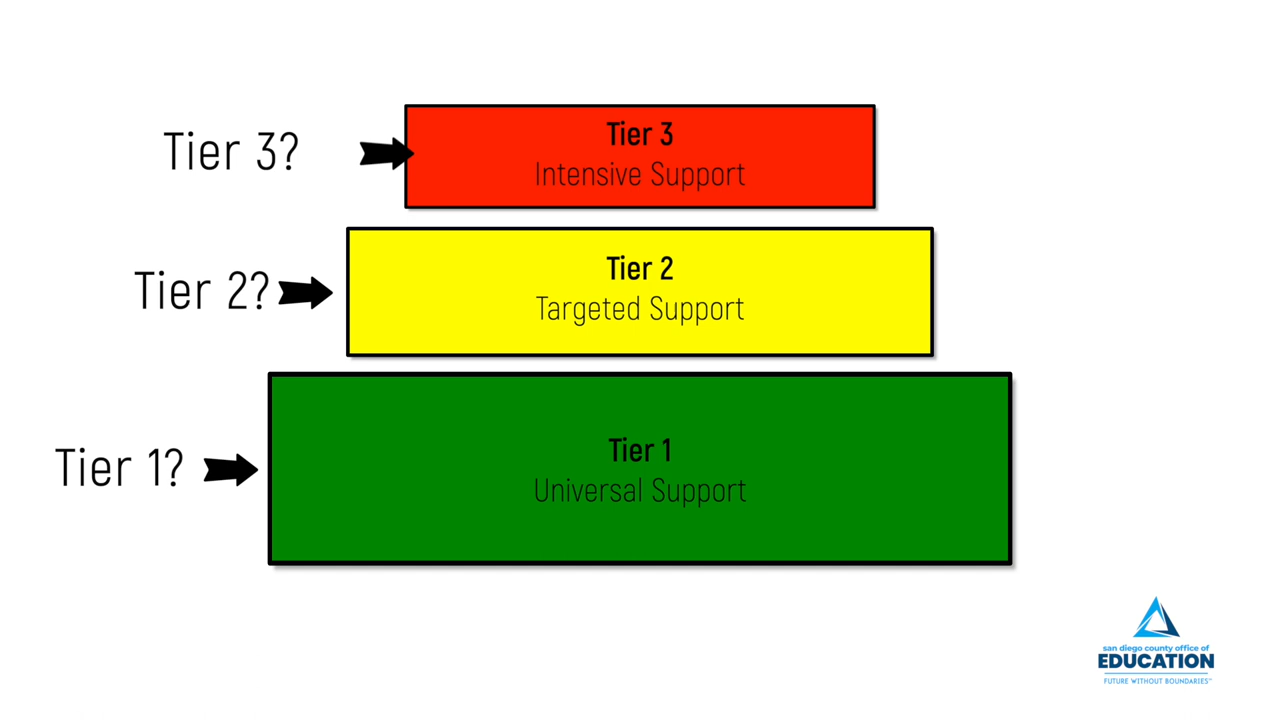 Tier 3?
Tier 3
Intensive Support
Tier 2?
Tier 2
Targeted Support
Tier 1?
Tier 1
Universal Support
san diego county office of
EDUCATION
FUTURE WITHOUT BOUNDARIES™